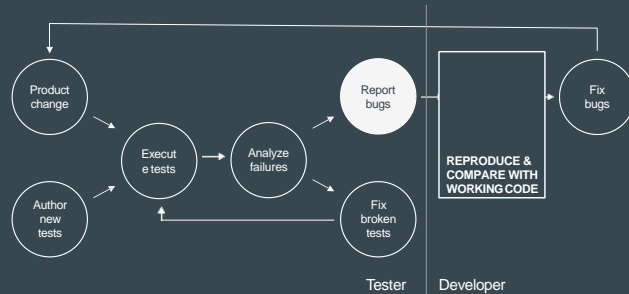 Product
change
Report
bugs
Fix
bugs
Execut
e tests
Analyze
failures
REPRODUCE &
COMPARE WITH
WORKING CODE
Author
new
tests
Fix
broken
tests
Tester
Developer